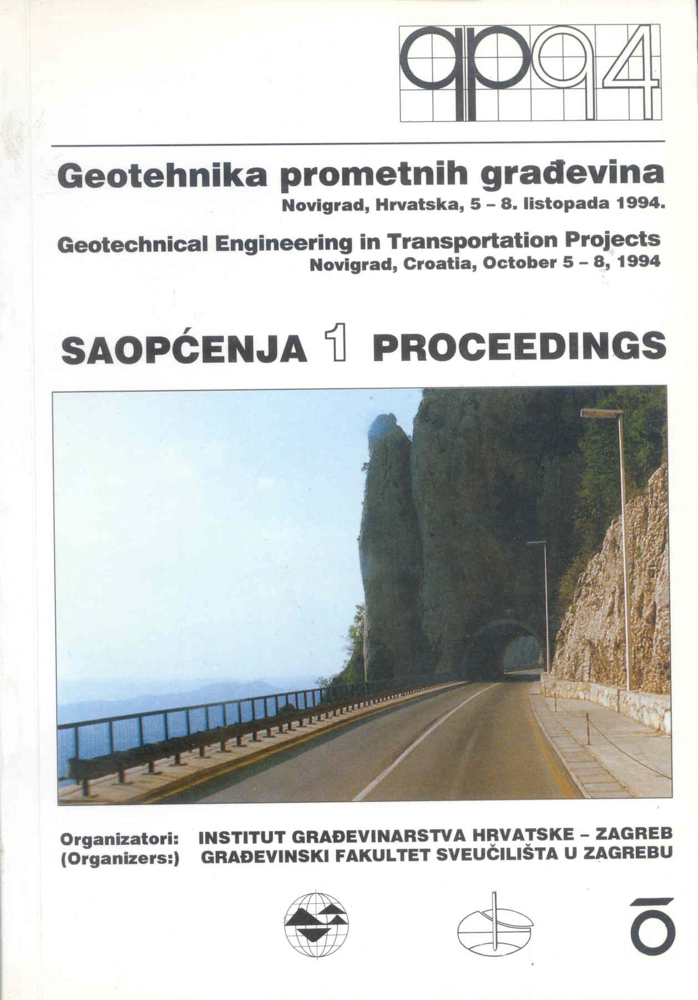 gp94
Geotehnika prometnih građevina
Novigrad, Hrvatska, 5 – 8. listopada 1994.
Geotechnical Engineering in Transportation Projects
Novigrad, Croatia, October 5 – 8, 1994
SAOPĆENJA 1 PROCEEDINGS
Organizatori: INSTITUT GRAĐEVINARSTVA HRVATSKE – ZAGREB
(Organizers:) GRAĐEVINSKI FAKULTET SVEUČILIŠTA U ZAGREBU